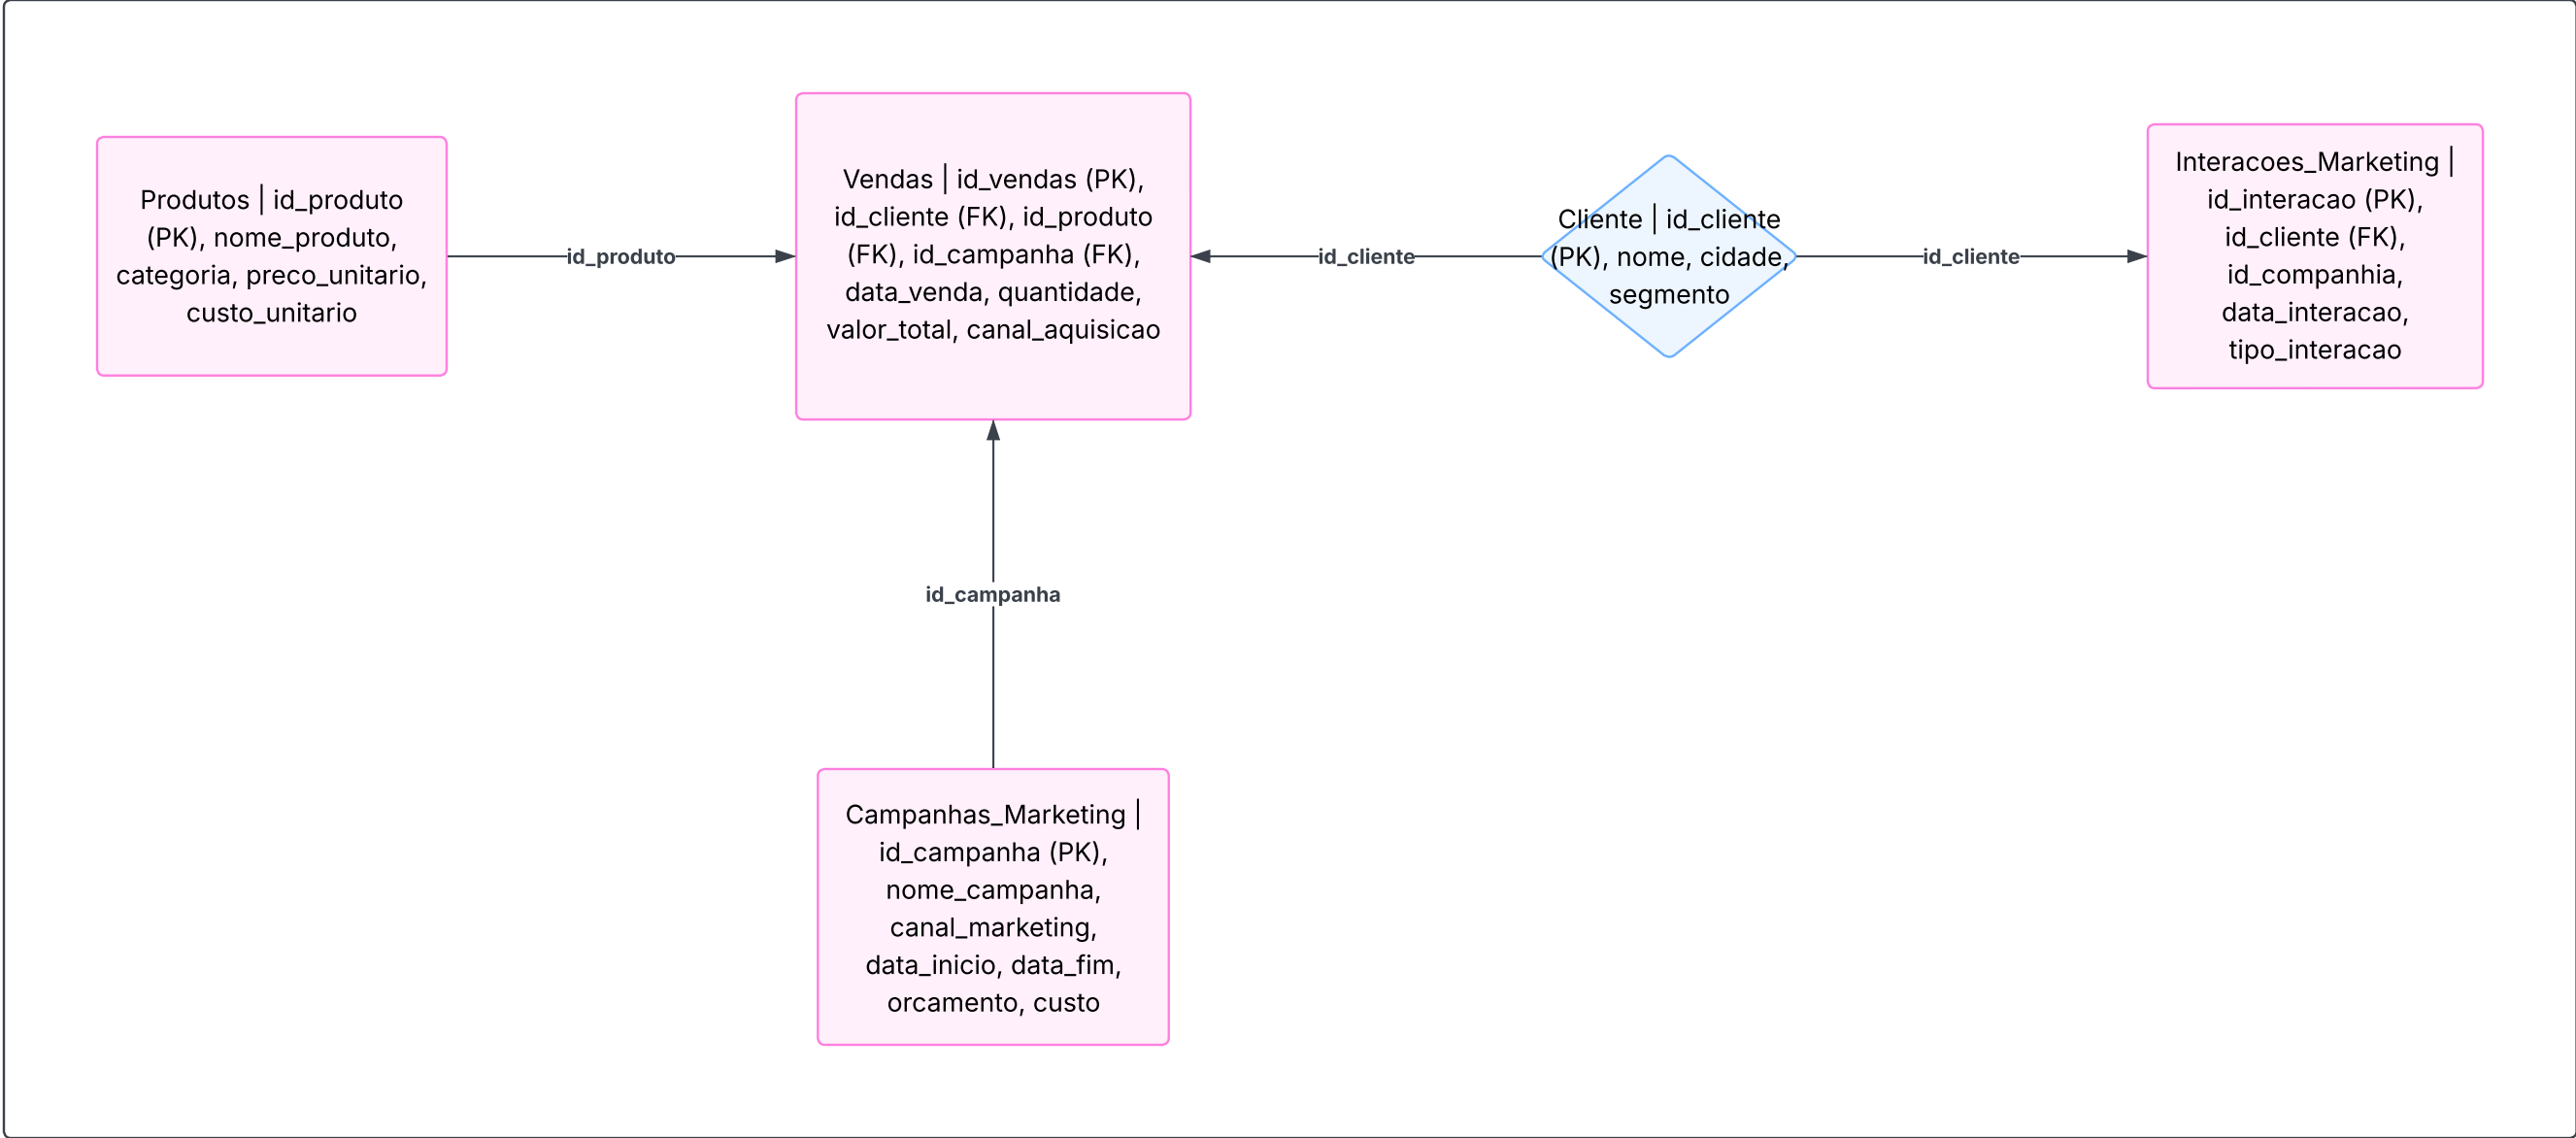 Produtos | id_produto
(PK), nome_produto,
categoria, preco_unitario,
custo_unitario
id_produto
Vendas | id_vendas (PK),
id_cliente (FK), id_produto
(FK), id_campanha (FK),
data_venda, quantidade,
valor_total, canal_aquisicao
id_cliente
Cliente | id_cliente
(PK), nome, cidade,
segmento
id_cliente
Interacoes_Marketing |
id_interacao (PK),
id_cliente (FK),
id_companhia,
data_interacao,
tipo_interacao
id_campanha
Campanhas_Marketing |
id_campanha (PK),
nome_campanha,
canal_marketing,
data_inicio, data_fim,
orcamento, custo